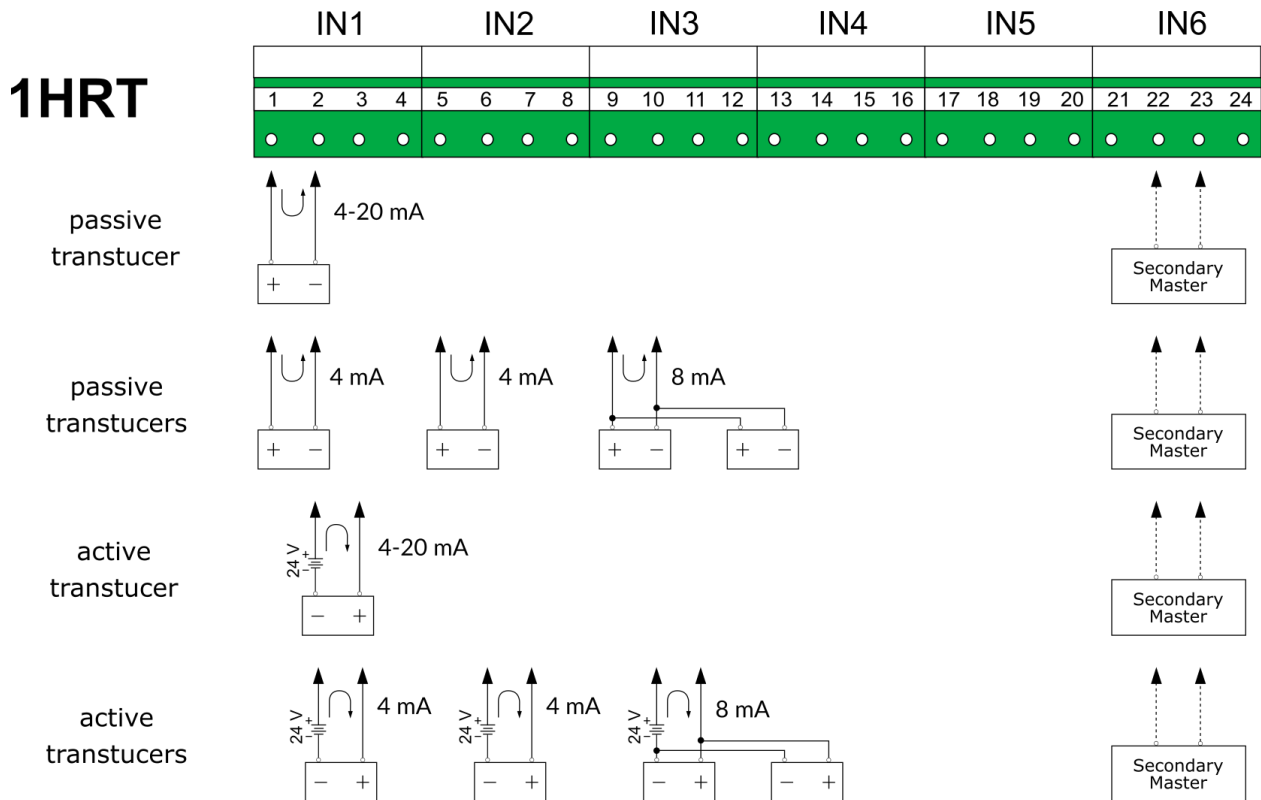 IN1 IN2 IN3 IN4 IN5 IN6
1HRT
1 2 3 4 5 6 7 8 9 10 11 12 13 14 15 16 17 18 19 20 21 22 23 24
passive
transtucer
4-20 mA
+ −
Secondary
Master
passive
transtucers
4 mA 4 mA 8 mA
+ − + − + − + −
Secondary
Master
active
transtucer
24 V + −
4-20 mA
− +
Secondary
Master
active
transtucers
24 V + − 4 mA 24 V + − 4 mA 24 V + − 8 mA
− + − + − + − +
Secondary
Master